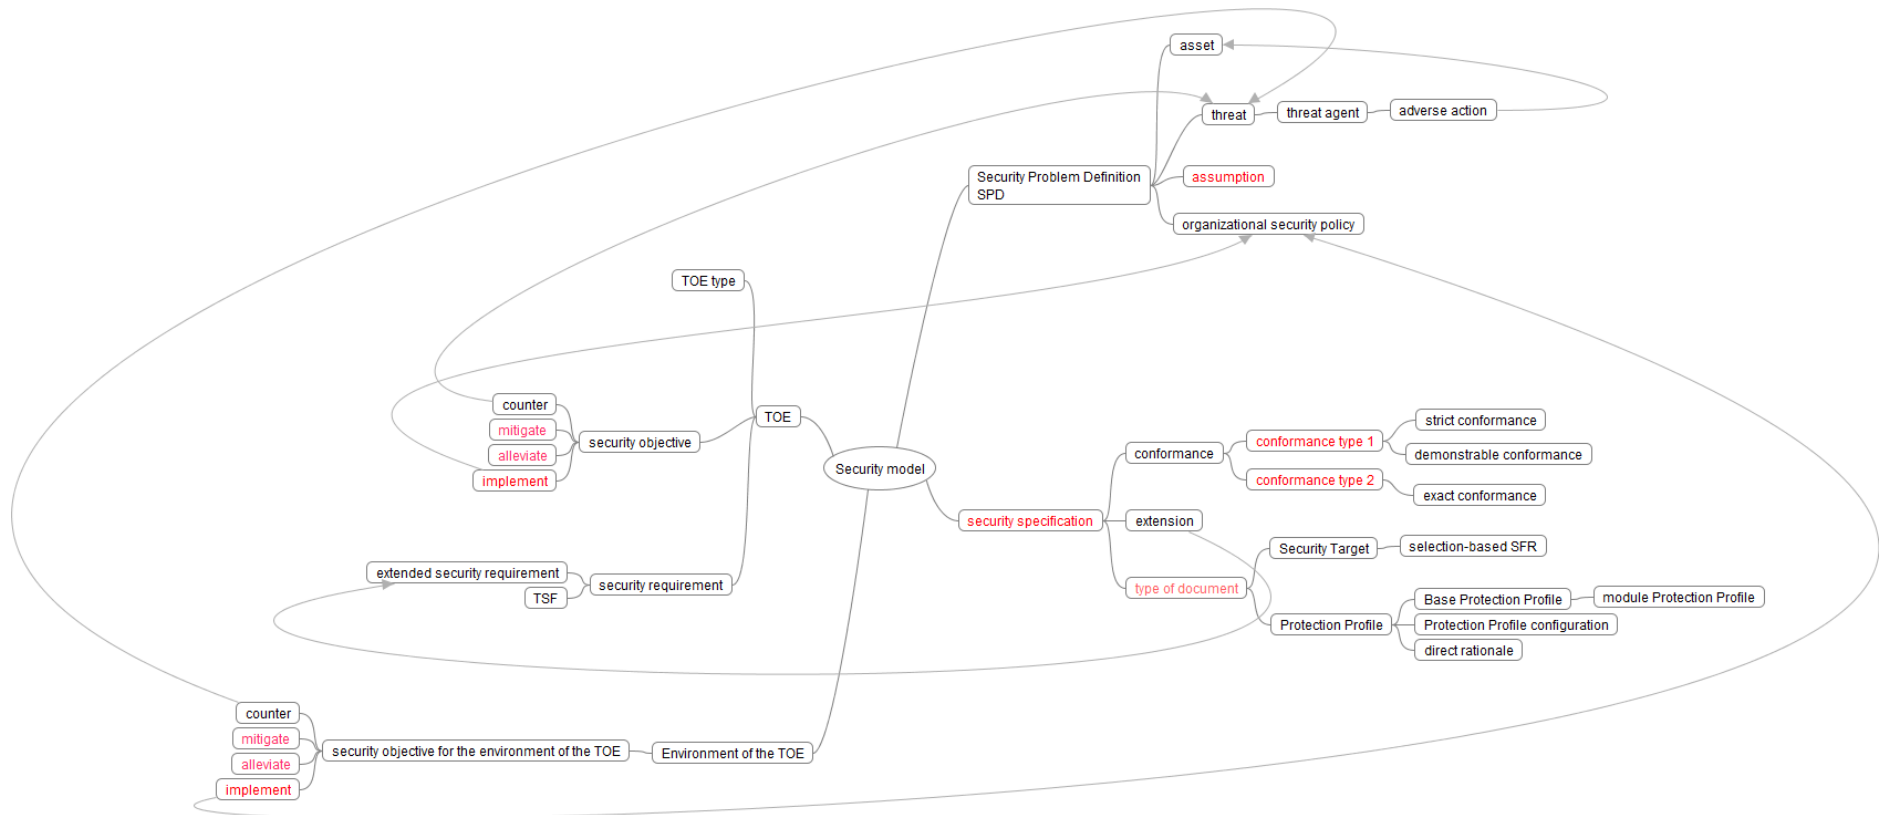 asset
threat
threat agent
adverse action
Security Problem Definition
SPD
assumption
organizational security policy
TOE type
counter
mitigate
alleviate
implement
security objective
TOE
Security model
extended security requirement
TSF
security requirement
security specification
conformance
conformance type 1
strict conformance
demonstrable conformance
conformance type 2
exact conformance
extension
type of document
Security Target
selection-based SFR
Protection Profile
Base Protection Profile
module Protection Profile
Protection Profile configuration
direct rationale
counter
mitigate
alleviate
implement
security objective for the environment of the TOE
Environment of the TOE